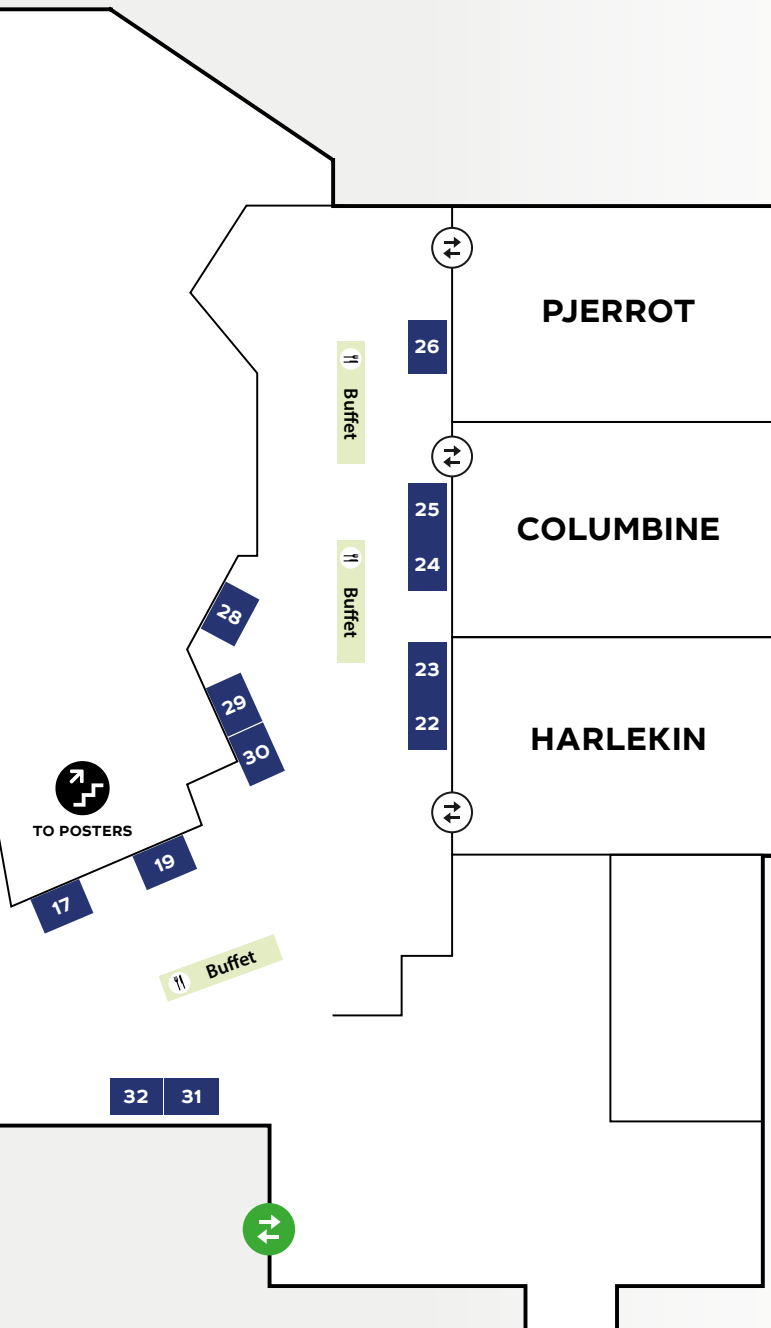 PJERROT
26
Buffet
25
COLUMBINE
24
Buffet
28
23
29
22
HARLEKIN
30
TO POSTERS
19
17
Buffet
32
31